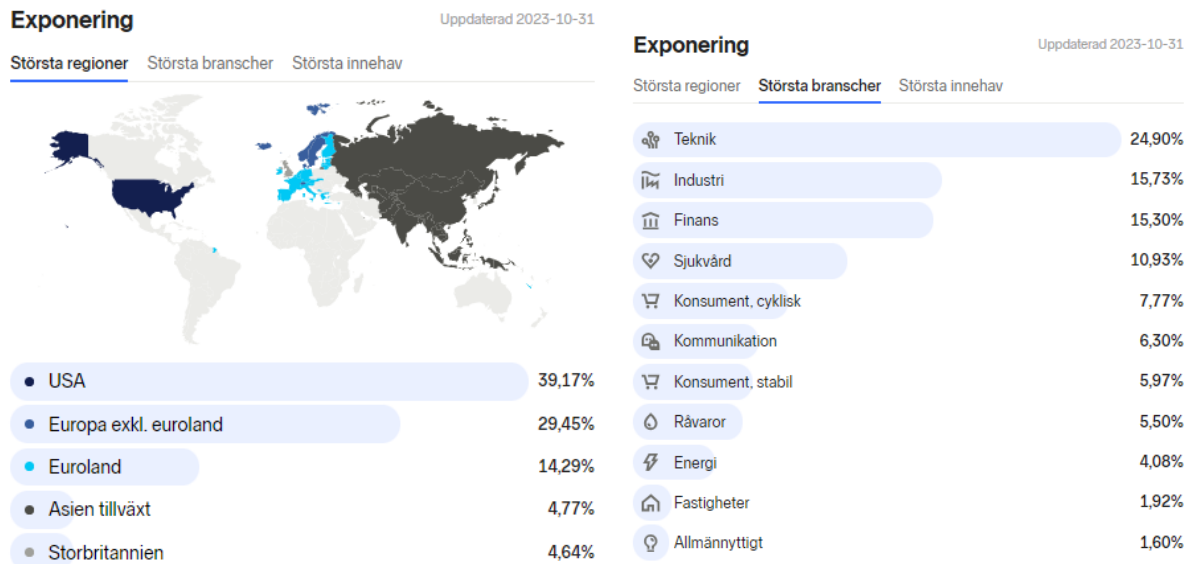 Exponering
Uppdaterad 2023-10-31
Största regioner Största branscher Största innehav
USA 39,17%
Europa exkl. euroland 29,45%
Euroland 14,29%
Asien tillväxt 4,77%
Storbritannien 4,64%
Exponering
Uppdaterad 2023-10-31
Största regioner Största branscher Största innehav
Teknik 24,90%
Industri 15,73%
Finans 15,30%
Sjukvård 10,93%
Konsument, cyklisk 7,77%
Kommunikation 6,30%
Konsument, stabil 5,97%
Råvaror 5,50%
Energi 4,08%
Fastigheter 1,92%
Allmännyttigt 1,60%